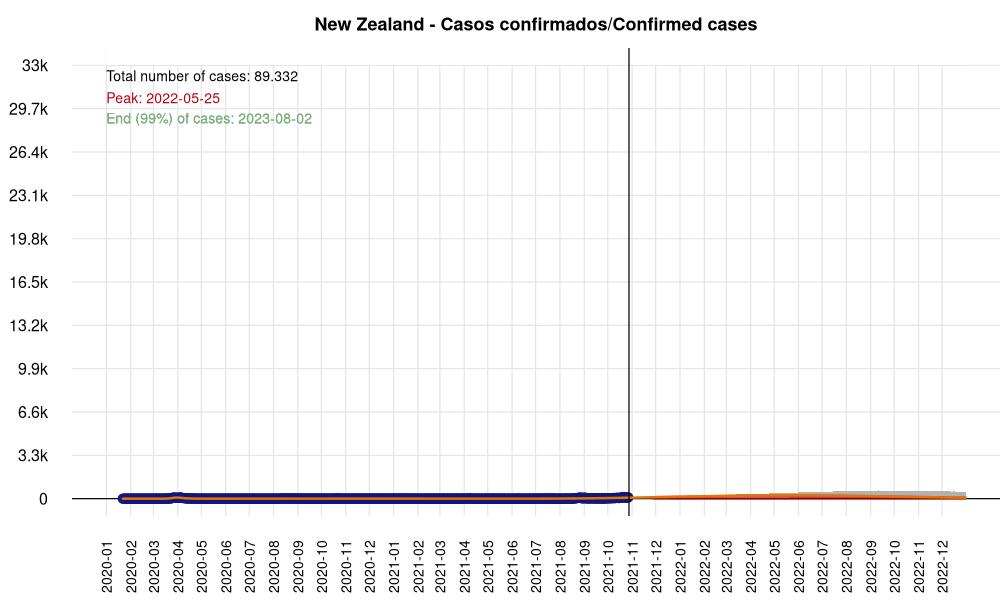 New Zealand - Casos confirmados/Confirmed cases
33k
29.7k
26.4k
23.1k
19.8k
16.5k
13.2k
9.9k
6.6k
3.3k
0
Total number of cases: 89.332
Peak: 2022-05-25
End (99%) of cases: 2023-08-02
2020-01
2020-02
2020-03
2020-04
2020-05
2020-06
2020-07
2020-08
2020-09
2020-10
2020-11
2020-12
2021-01
2021-02
2021-03
2021-04
2021-05
2021-06
2021-07
2021-08
2021-09
2021-10
2021-11
2021-12
2022-01
2022-02
2022-03
2022-04
2022-05
2022-06
2022-07
2022-08
2022-09
2022-10
2022-11
2022-12